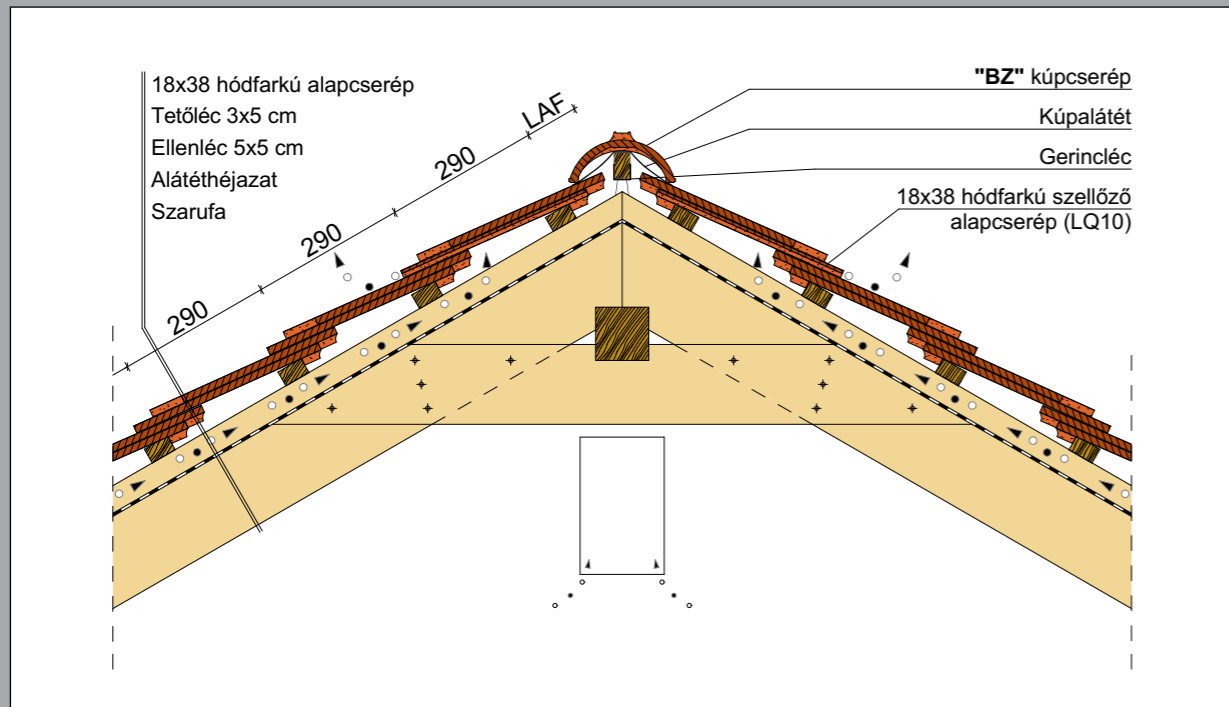 18x38 hódfarkú alapcserép
Tetőléc 3x5 cm
Ellenléc 5x5 cm
Alátéthéjazat
Szarufa
LAF
290
290
290
"BZ" kúpcserép
Kúpalátét
Gerincléc
18x38 hódfarkú szellőző
alapcserép (LQ10)